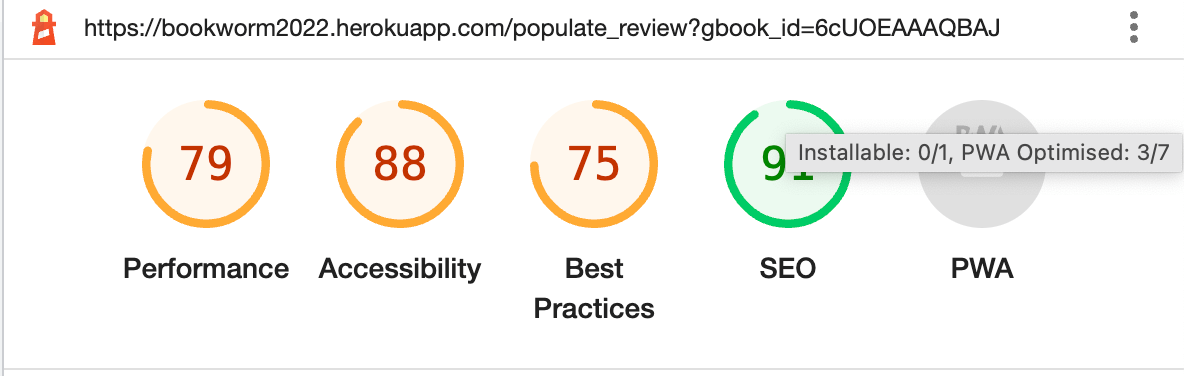 https://bookworm2022.herokuapp.com/populate_review?gbook_id=6cUOEAAAQBAJ
79
88
75
91
Installable: 0/1, PWA Optimised: 3/7
Performance
Accessibility
Best
Practices
SEO
PWA